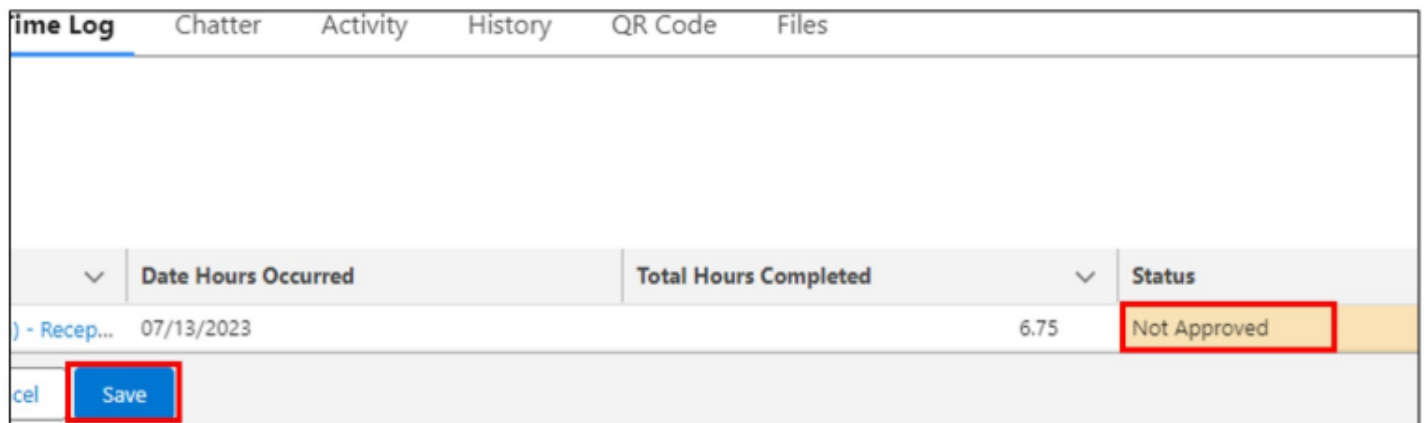 Time Log Chatter Activity History QR Code Files
Date Hours Occurred Total Hours Completed Status
) - Recep... 07/13/2023 6.75 Not Approved
cel Save